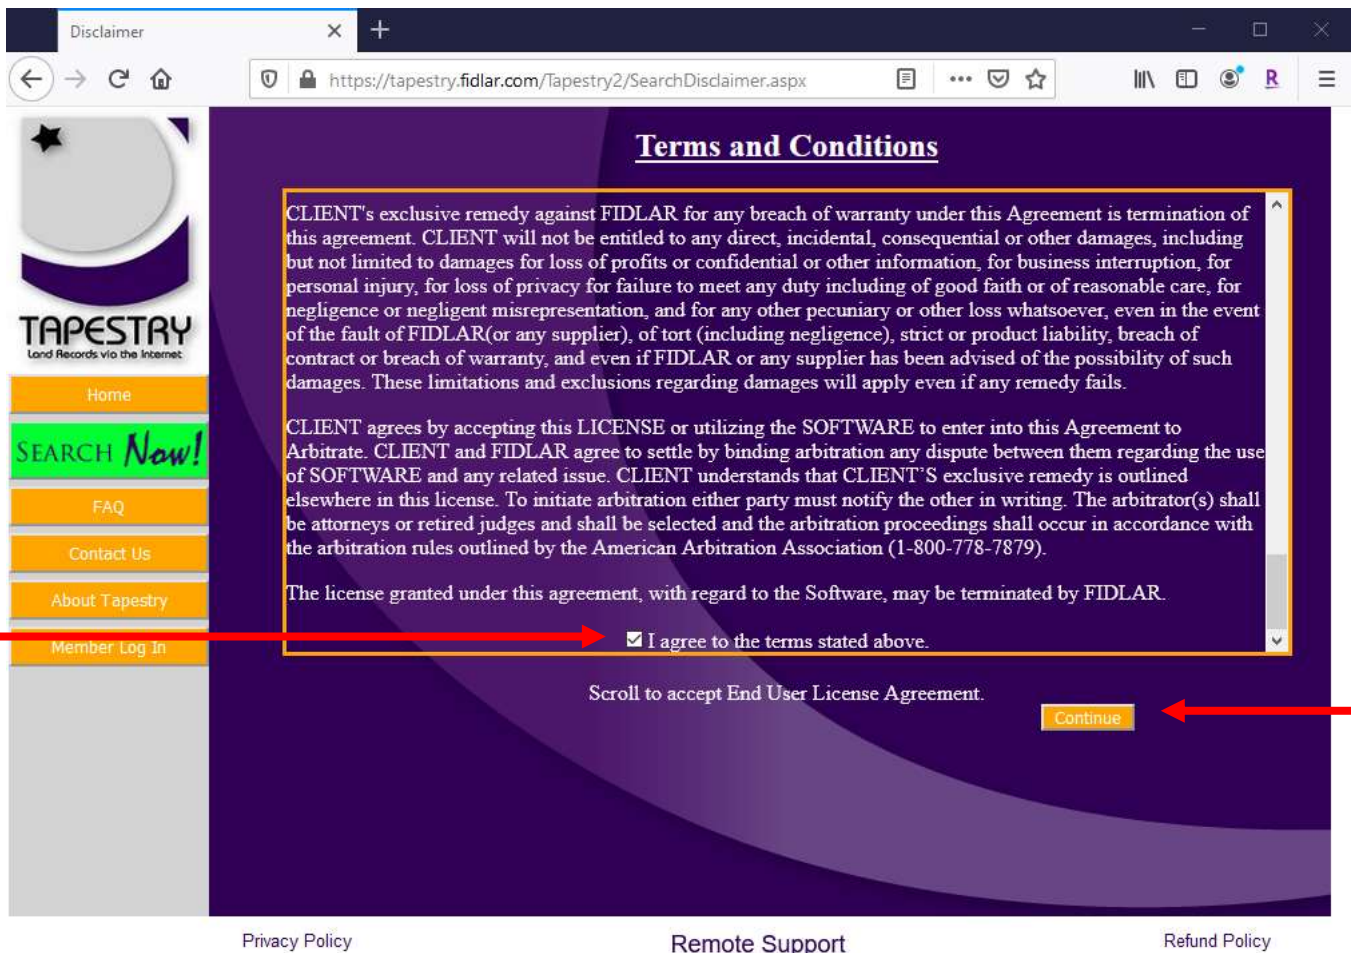 Disclaimer
https://tapestry.fidlar.com/Tapestry2/SearchDisclaimer.aspx
R
TAPESTRY
Land Records via the Internet
Home
SEARCH Now!
FAQ
Contact Us
About Tapestry
Member Log In
Terms and Conditions
CLIENT's exclusive remedy against FIDLAR for any breach of warranty under this Agreement is termination of
this agreement. CLIENT will not be entitled to any direct, incidental, consequential or other damages, including
but not limited to damages for loss of profits or confidential or other information, for business interruption, for
personal injury, for loss of privacy for failure to meet any duty including of good faith or of reasonable care, for
negligence or negligent misrepresentation, and for any other pecuniary or other loss whatsoever, even in the event
of the fault of FIDLAR(or any supplier), of tort (including negligence), strict or product liability, breach of
contract or breach of warranty, and even if FIDLAR or any supplier has been advised of the possibility of such
damages. These limitations and exclusions regarding damages will apply even if any remedy fails.
CLIENT agrees by accepting this LICENSE or utilizing the SOFTWARE to enter into this Agreement to
Arbitrate. CLIENT and FIDLAR agree to settle by binding arbitration any dispute between them regarding the use
of SOFTWARE and any related issue. CLIENT understands that CLIENT'S exclusive remedy is outlined
elsewhere in this license. To initiate arbitration either party must notify the other in writing. The arbitrator(s) shall
be attorneys or retired judges and shall be selected and the arbitration proceedings shall occur in accordance with
the arbitration rules outlined by the American Arbitration Association (1-800-778-7879).
The license granted under this agreement, with regard to the Software, may be terminated by FIDLAR.
I agree to the terms stated above.
Scroll to accept End User License Agreement.
Continue
Privacy Policy
Remote Support
Refund Policy